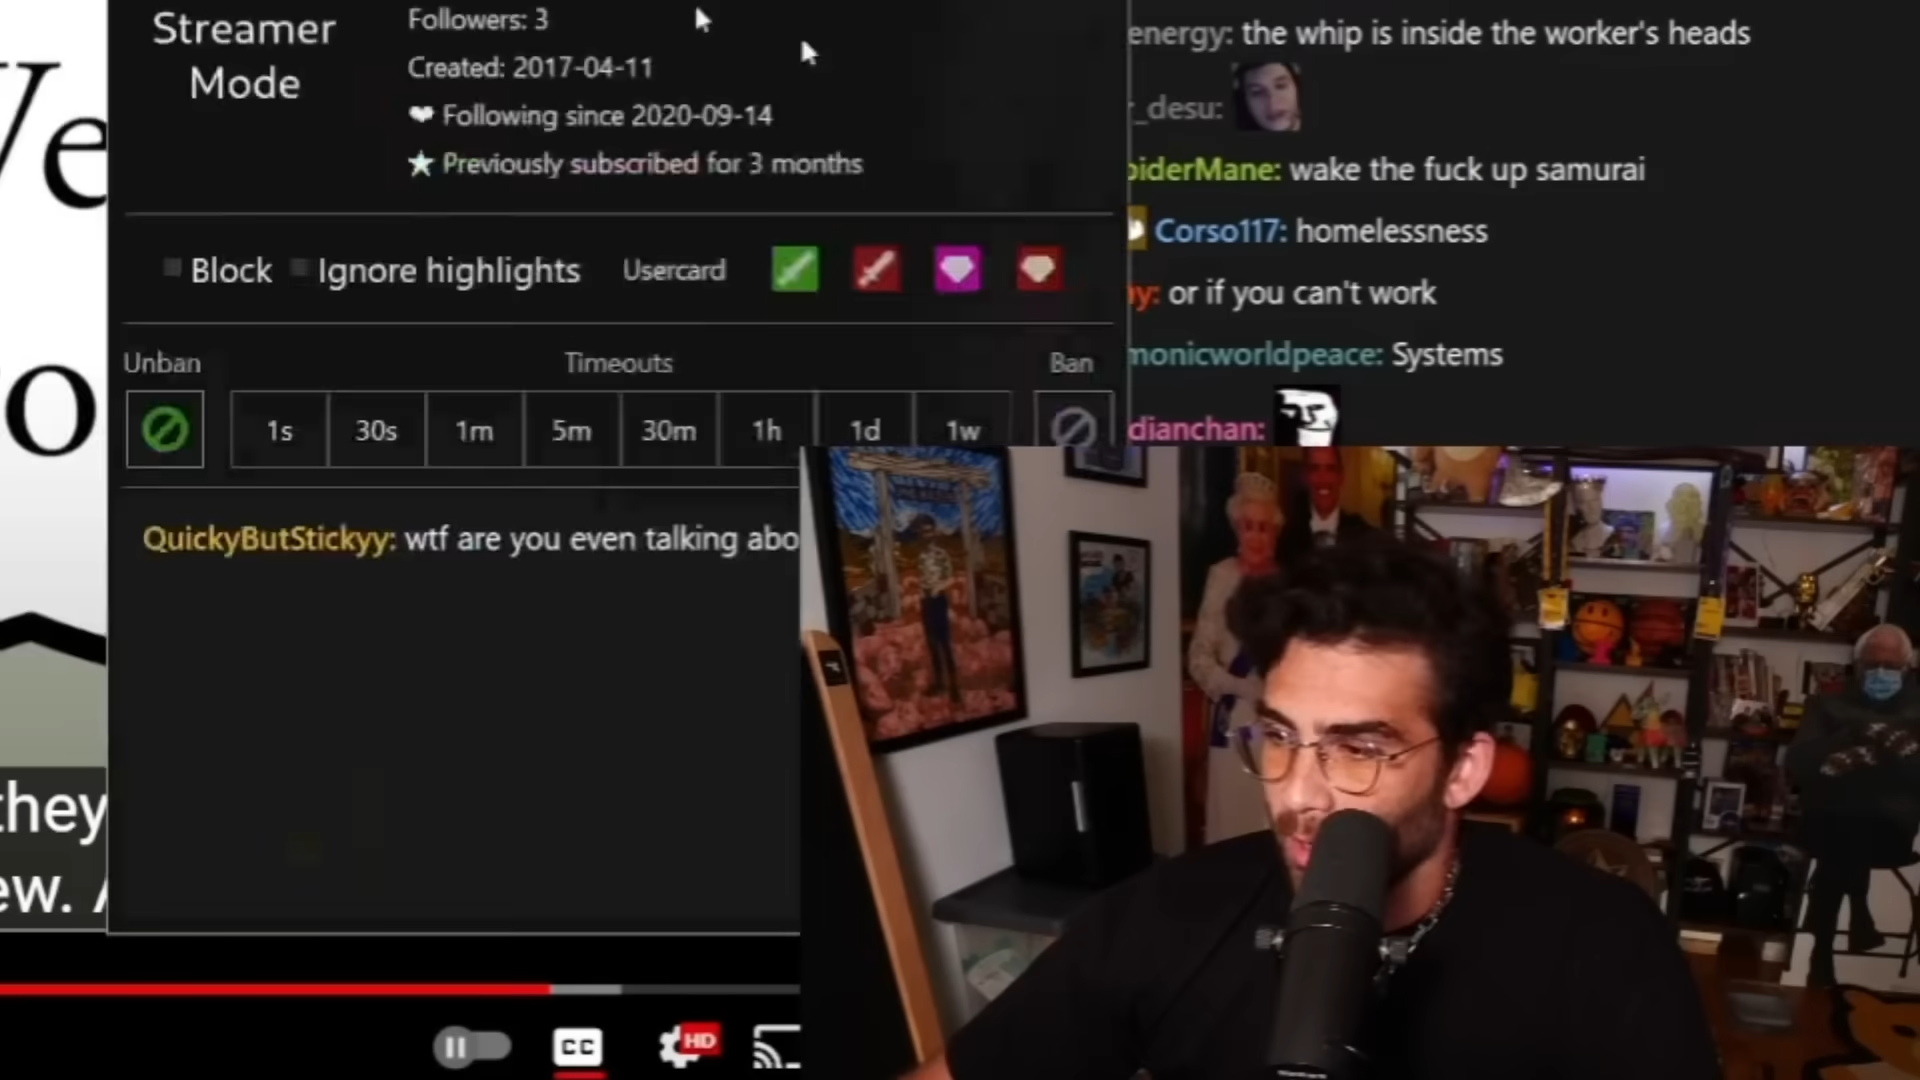 Streamer
Mode
Followers: 3
Created: 2017-04-11
Following since 2020-09-14
Previously subscribed for 3 months
Block Ignore highlights Usercard
Unban Timeouts Ban
1s 30s 1m 5m 30m 1h 1d 1w
QuickyButStickyy: wtf are you even talking abo
energy: the whip is inside the worker's heads
_desu:
iderMane: wake the fuck up samurai
Corso117: homelessness
y: or if you can't work
monicworldpeace: Systems
dianchan:
Ve
o
they
ew. A
CC HD